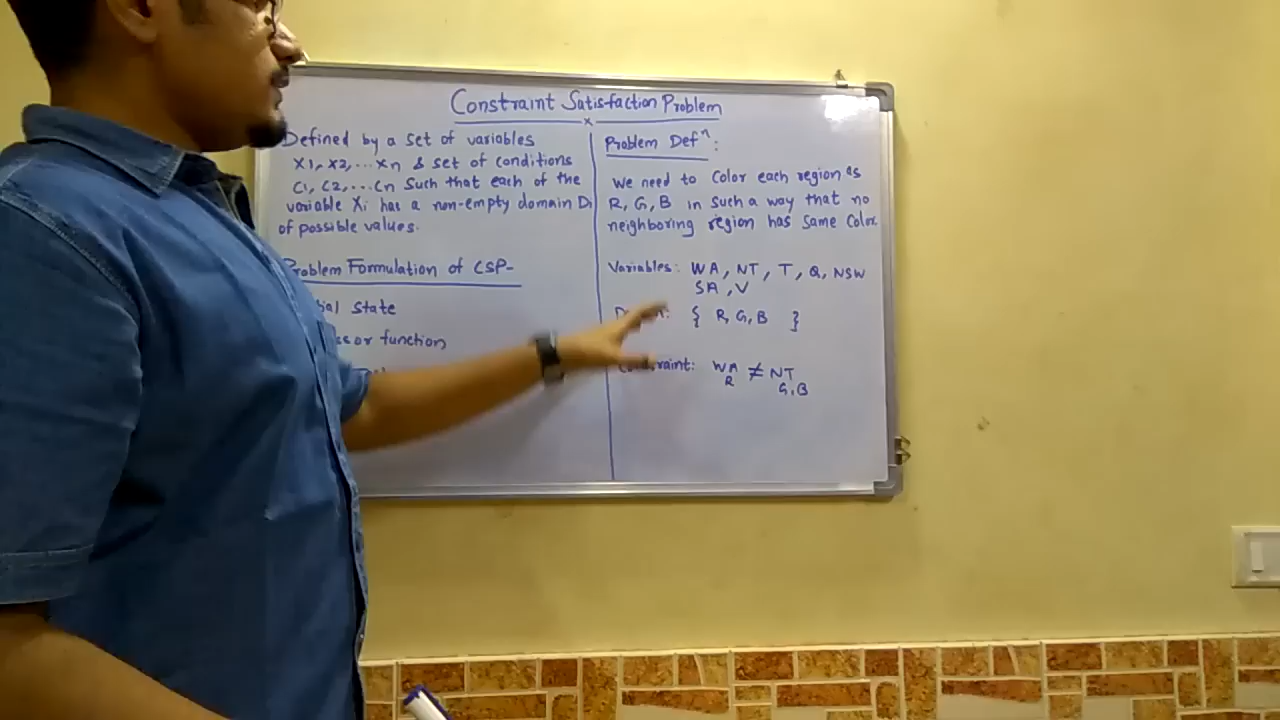 Constraint Satisfaction Problem
x
Defined by a set of variables
X1, X2, ... Xn & set of conditions
C1, C2, ... Cn Such that each of the
variable Xi has a non-empty domain Di
of possible values.
Problem Formulation of CSP-
State
function
Problem Defn:
We need to Color each region as
R, G, B in such a way that no
neighboring region has same Color.
Variables: WA, NT, T, Q, NSW
SA, V
{ R, G, B }
WA ≠ NT
R G,B